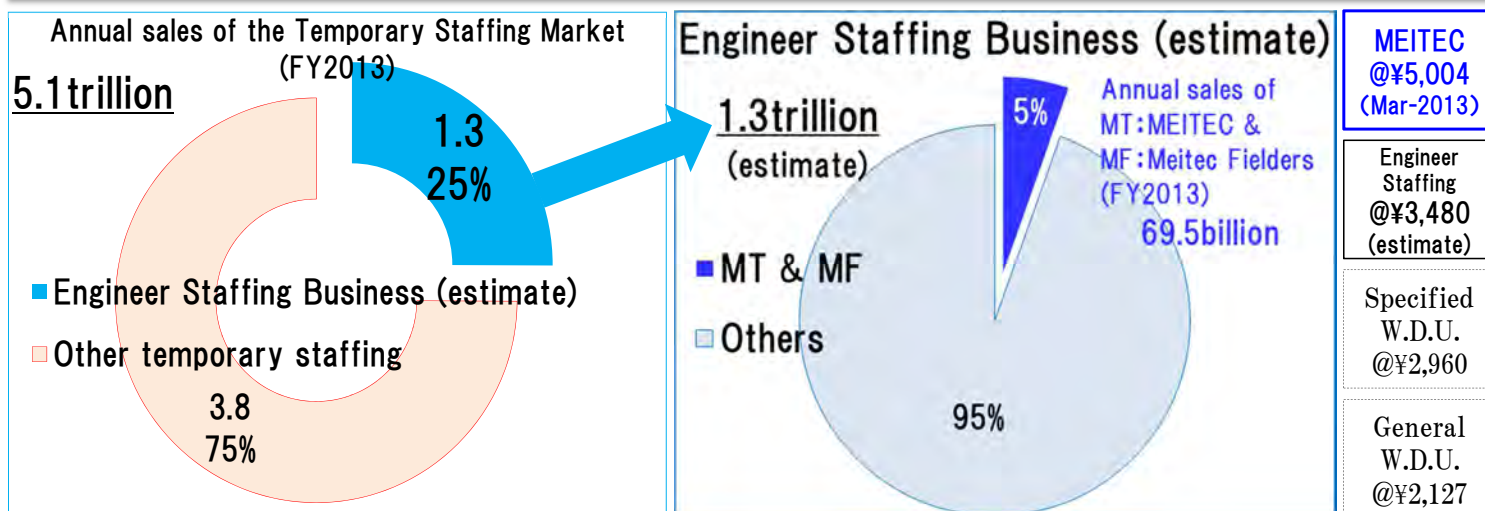 Annual sales of the Temporary Staffing Market
(FY2013)
5.1trillion
1.3
25%
Engineer Staffing Business (estimate)
Other temporary staffing
3.8
75%
Engineer Staffing Business (estimate)
1.3trillion
(estimate)
5%
Annual sales of
MT:MEITEC &
MF:Meitec Fielders
(FY2013)
69.5billion
MT & MF
Others
95%
MEITEC
@¥5,004
(Mar-2013)
Engineer
Staffing
@¥3,480
(estimate)
Specified
W.D.U.
@¥2,960
General
W.D.U.
@¥2,127